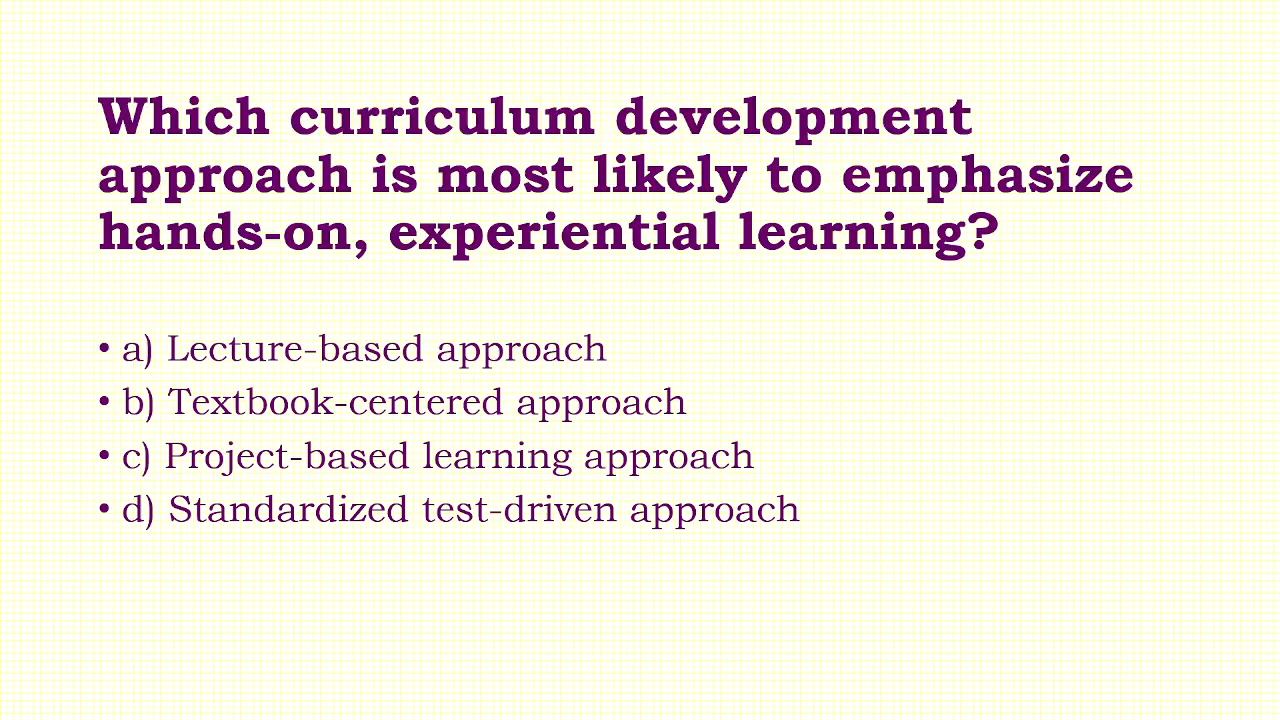 Which curriculum development
approach is most likely to emphasize
hands-on, experiential learning?
• a) Lecture-based approach
• b) Textbook-centered approach
• c) Project-based learning approach
• d) Standardized test-driven approach